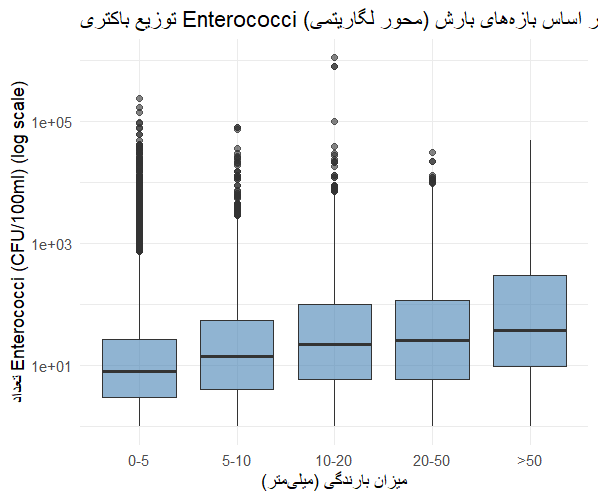 توزیع باکتری Enterococci بر اساس بازه‌های بارش (محور لگاریتمی)
تعداد Enterococci (CFU/100ml) (log scale)
1e+05
1e+03
1e+01
0-5
5-10
10-20
20-50
>50
میزان بارندگی (میلی‌متر)